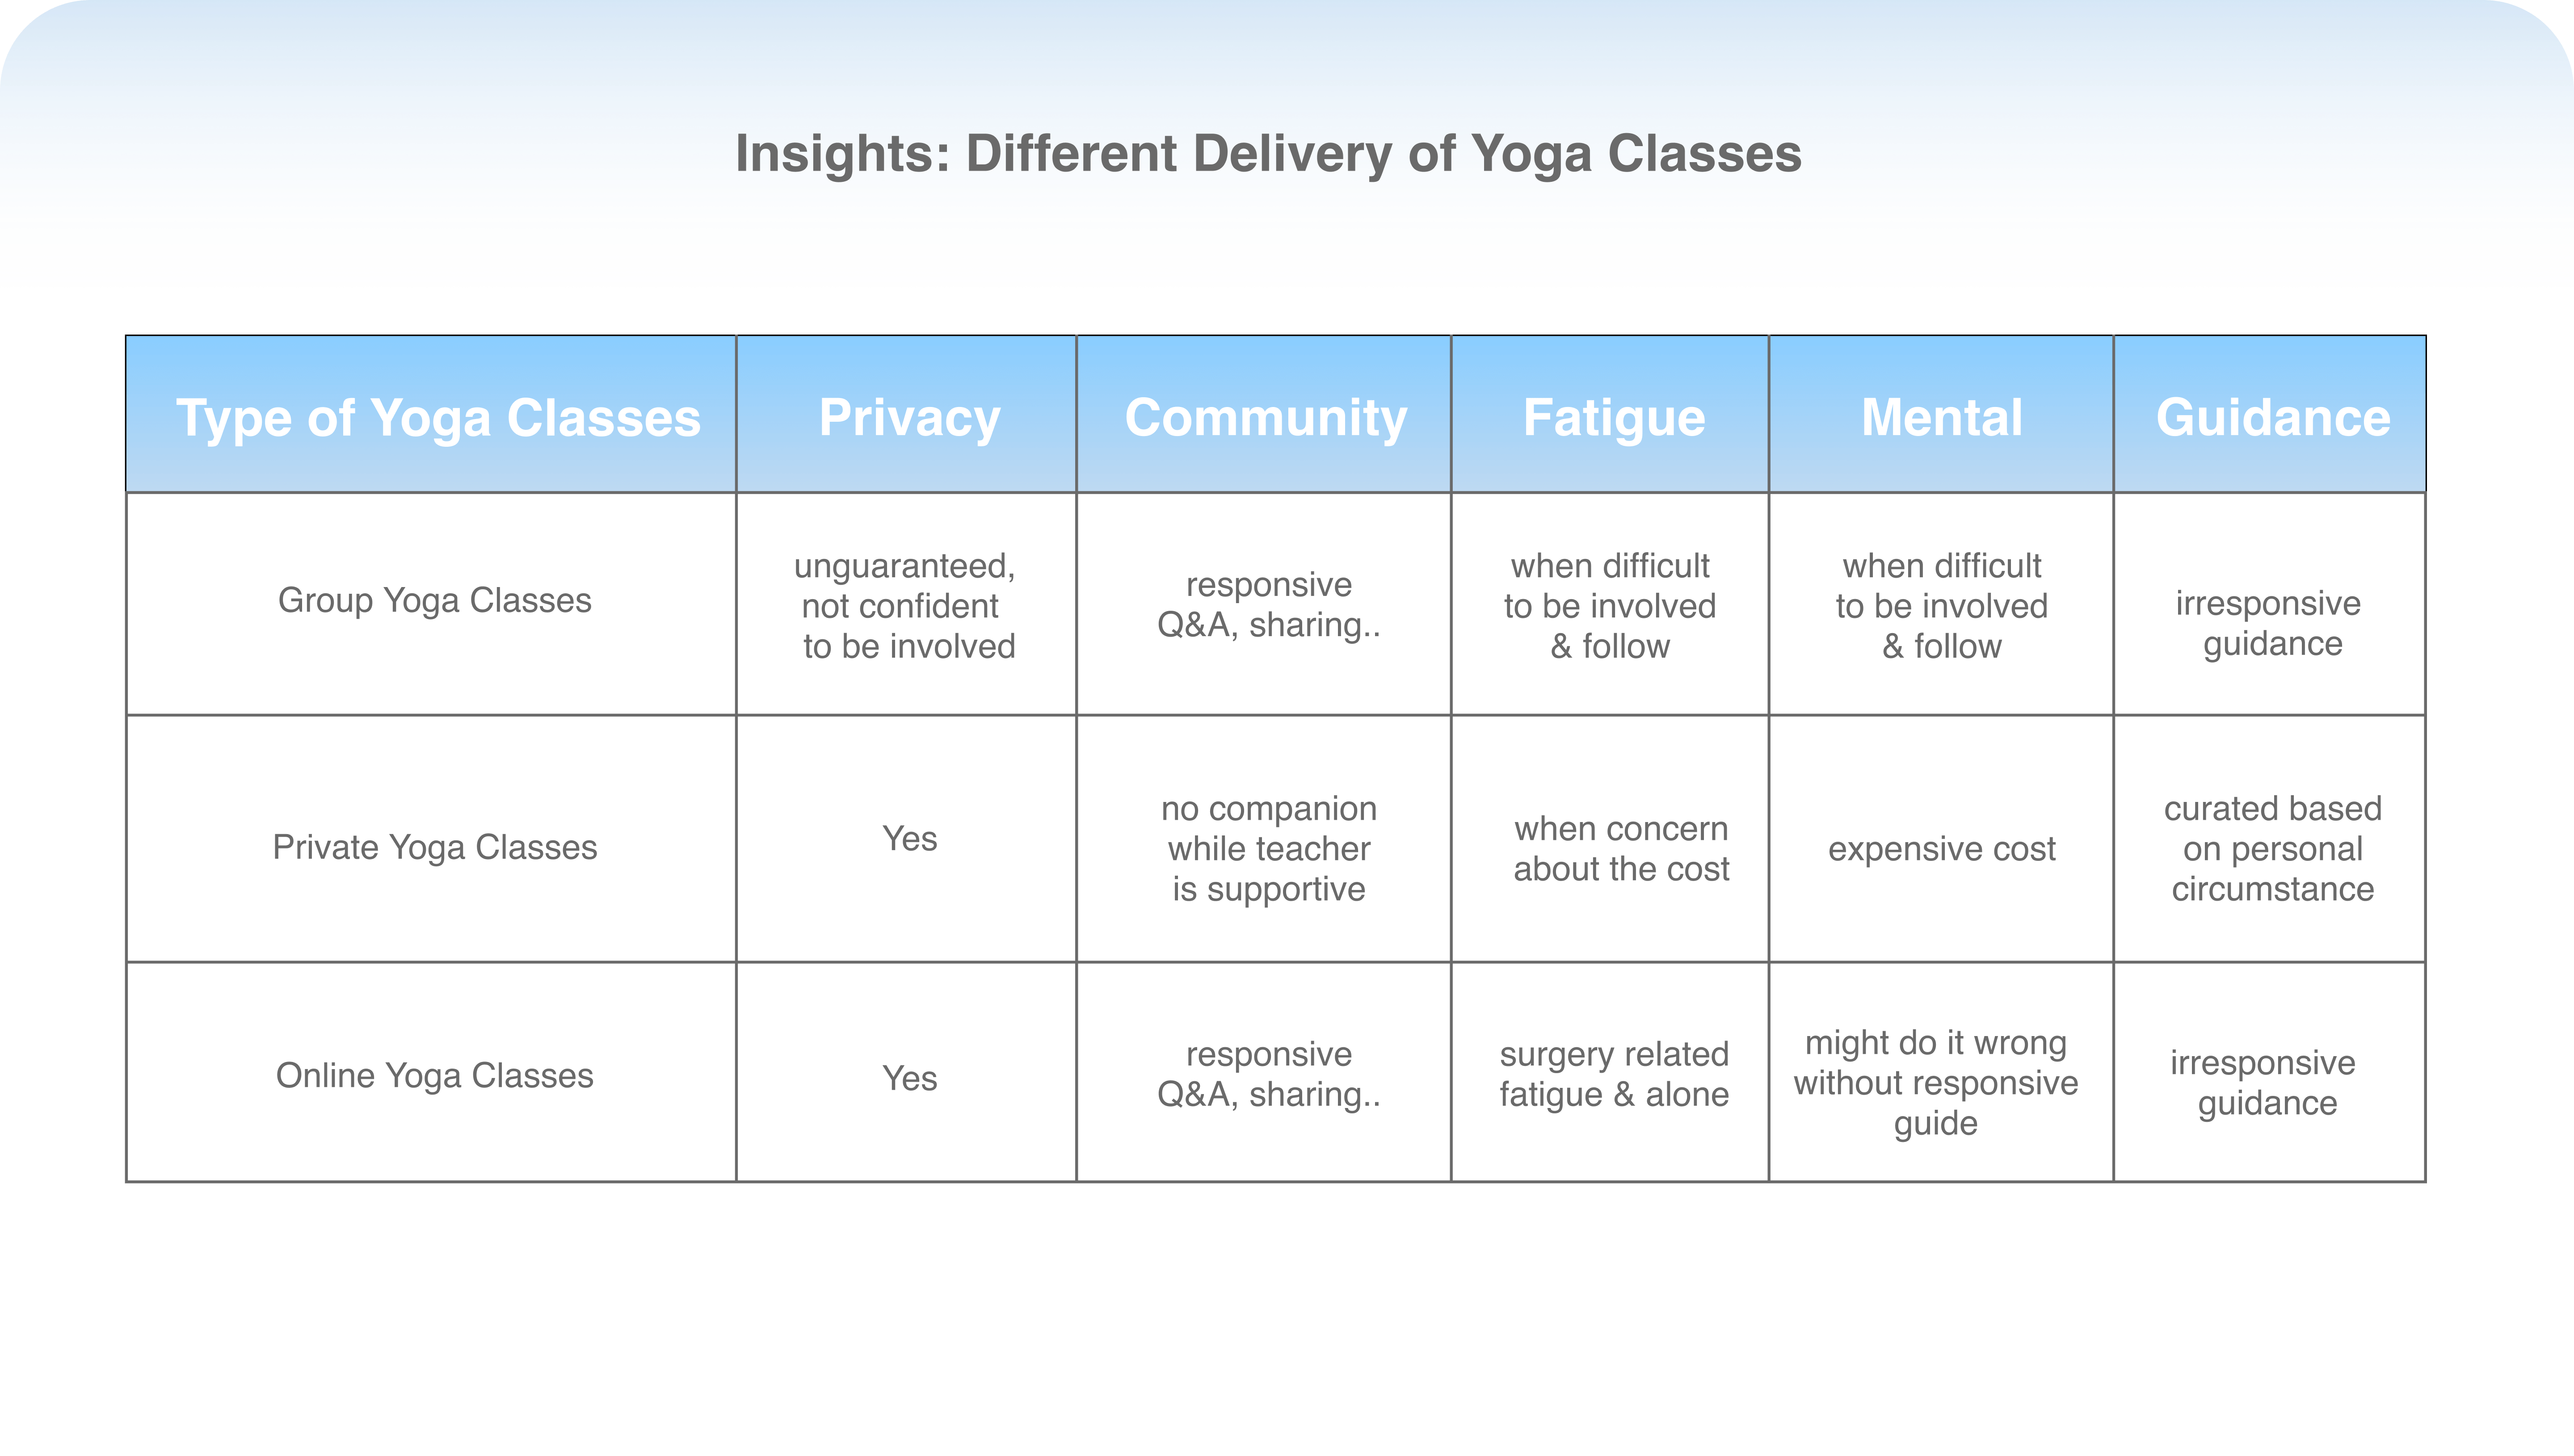 Insights: Different Delivery of Yoga Classes
Type of Yoga Classes
Privacy
Community
Fatigue
Mental
Guidance
Group Yoga Classes
unguaranteed,
not confident
to be involved
responsive
Q&A, sharing..
when difficult
to be involved
& follow
when difficult
to be involved
& follow
irresponsive
guidance
Private Yoga Classes
Yes
no companion
while teacher
is supportive
when concern
about the cost
expensive cost
curated based
on personal
circumstance
Online Yoga Classes
Yes
responsive
Q&A, sharing..
surgery related
fatigue & alone
might do it wrong
without responsive
guide
irresponsive
guidance